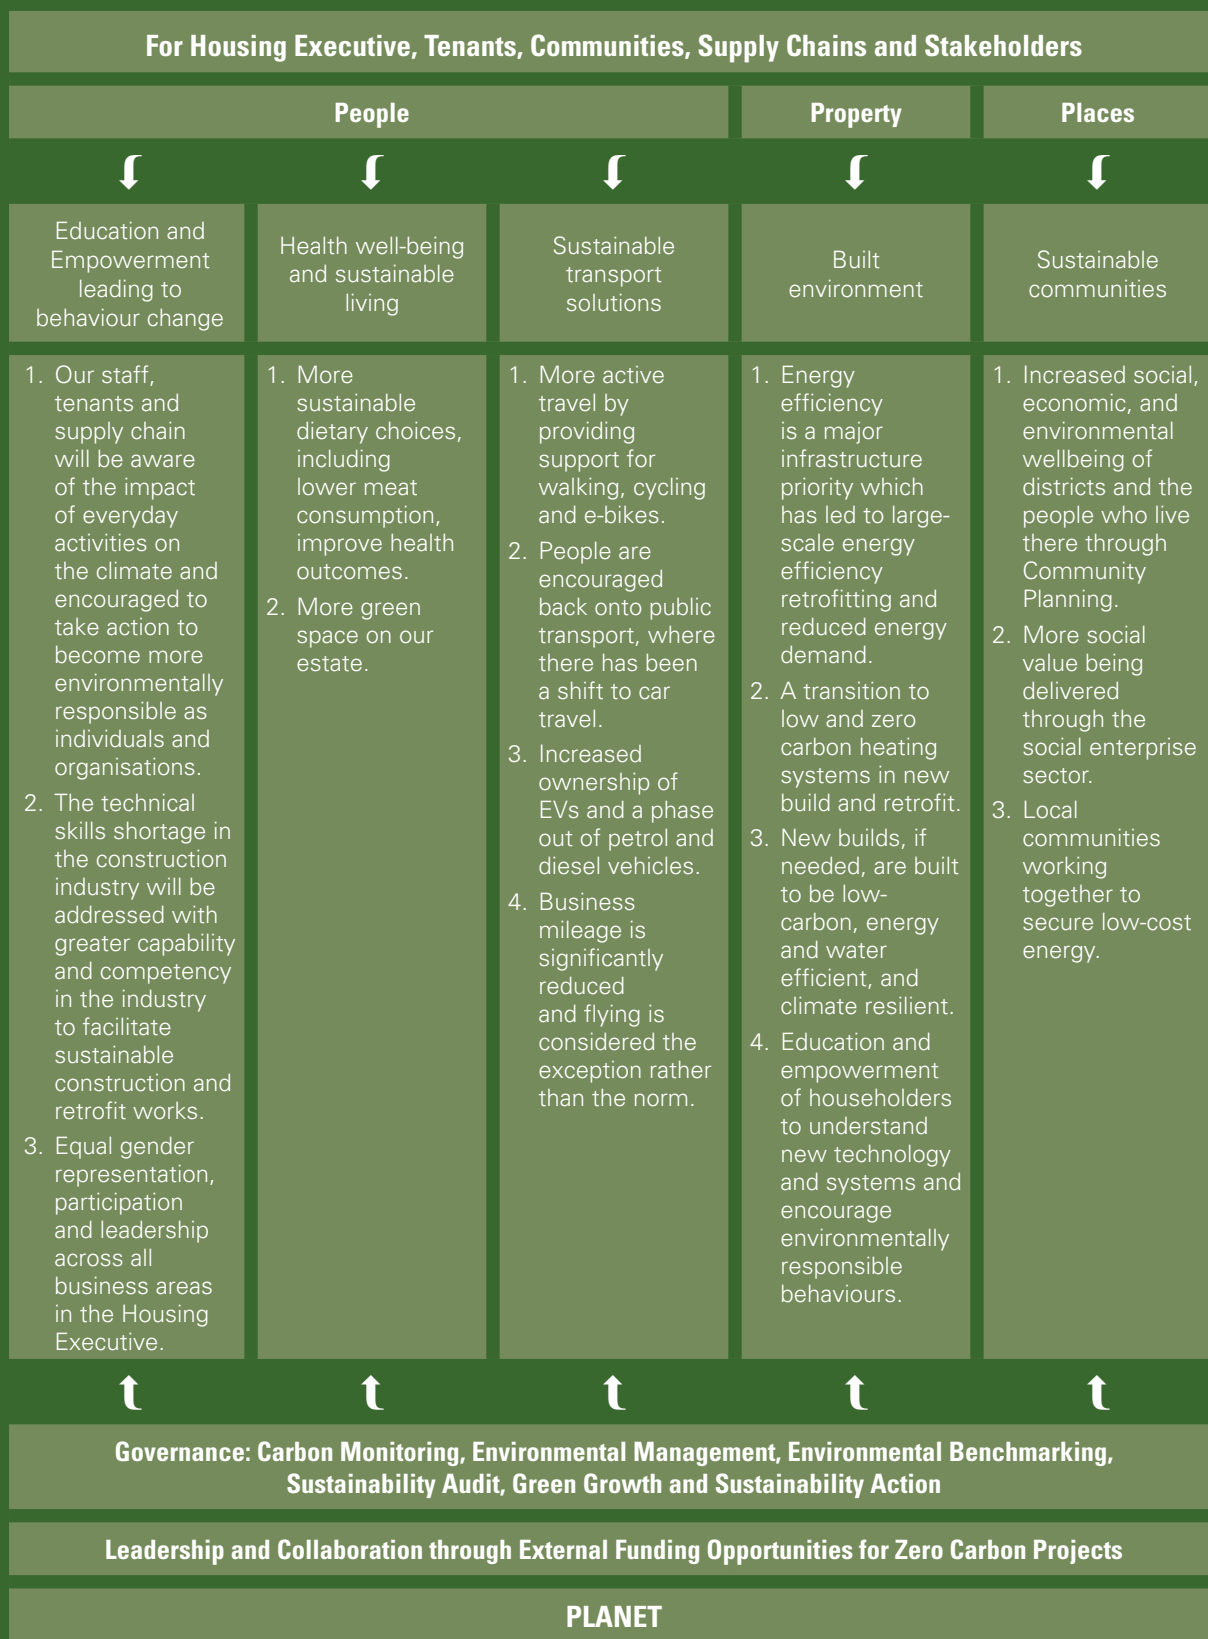 For Housing Executive, Tenants, Communities, Supply Chains and Stakeholders
People
Property
Places
Education and
Empowerment
leading to
behaviour change
Health well-being
and sustainable
living
Sustainable
transport
solutions
Built
environment
Sustainable
communities
1. Our staff,
tenants and
supply chain
will be aware
of the impact
of everyday
activities on
the climate and
encouraged to
take action to
become more
environmentally
responsible as
individuals and
organisations.
2. The technical
skills shortage in
the construction
industry will be
addressed with
greater capability
and competency
in the industry
to facilitate
sustainable
construction and
retrofit works.
3. Equal gender
representation,
participation
and leadership
across all
business areas
in the Housing
Executive.
1. More
sustainable
dietary choices,
including
lower meat
consumption,
improve health
outcomes.
2. More green
space on our
estate.
1. More active
travel by
providing
support for
walking, cycling
and e-bikes.
2. People are
encouraged
back onto public
transport, where
there has been
a shift to car
travel.
3. Increased
ownership of
EVs and a phase
out of petrol and
diesel vehicles.
4. Business
mileage is
significantly
reduced
and flying is
considered the
exception rather
than the norm.
1. Energy
efficiency
is a major
infrastructure
priority which
has led to large-
scale energy
efficiency
retrofitting and
reduced energy
demand.
2. A transition to
low and zero
carbon heating
systems in new
build and retrofit.
3. New builds, if
needed, are built
to be low-
carbon, energy
and water
efficient, and
climate resilient.
4. Education and
empowerment
of householders
to understand
new technology
and systems and
encourage
environmentally
responsible
behaviours.
1. Increased social,
economic, and
environmental
wellbeing of
districts and the
people who live
there through
Community
Planning.
2. More social
value being
delivered
through the
social enterprise
sector.
3. Local
communities
working
together to
secure low-cost
energy.
Governance: Carbon Monitoring, Environmental Management, Environmental Benchmarking,
Sustainability Audit, Green Growth and Sustainability Action
Leadership and Collaboration through External Funding Opportunities for Zero Carbon Projects
PLANET